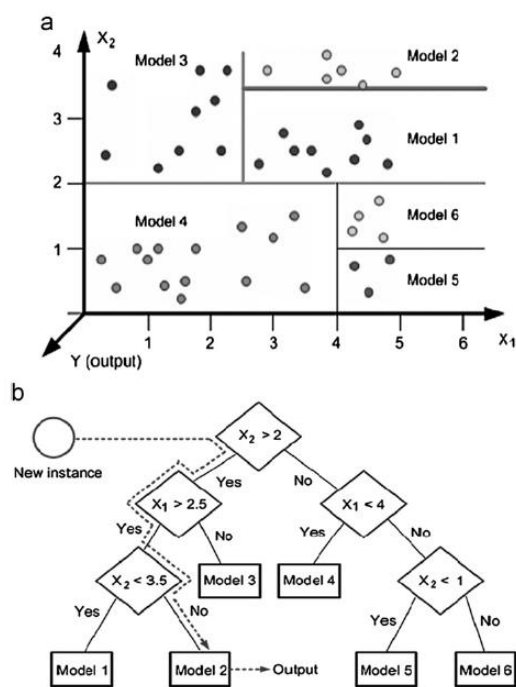 a
X2
4
Model 3
Model 2
3
Model 1
2
Model 4
Model 6
1
Model 5
1 2 3 4 5 6 X1
Y (output)
b
New instance
X2 > 2
Yes No
X1 > 2.5 X1 < 4
Yes No Yes No
X2 < 3.5 Model 3 Model 4 X2 < 1
Yes No Yes No
Model 1 Model 2 Output Model 5 Model 6